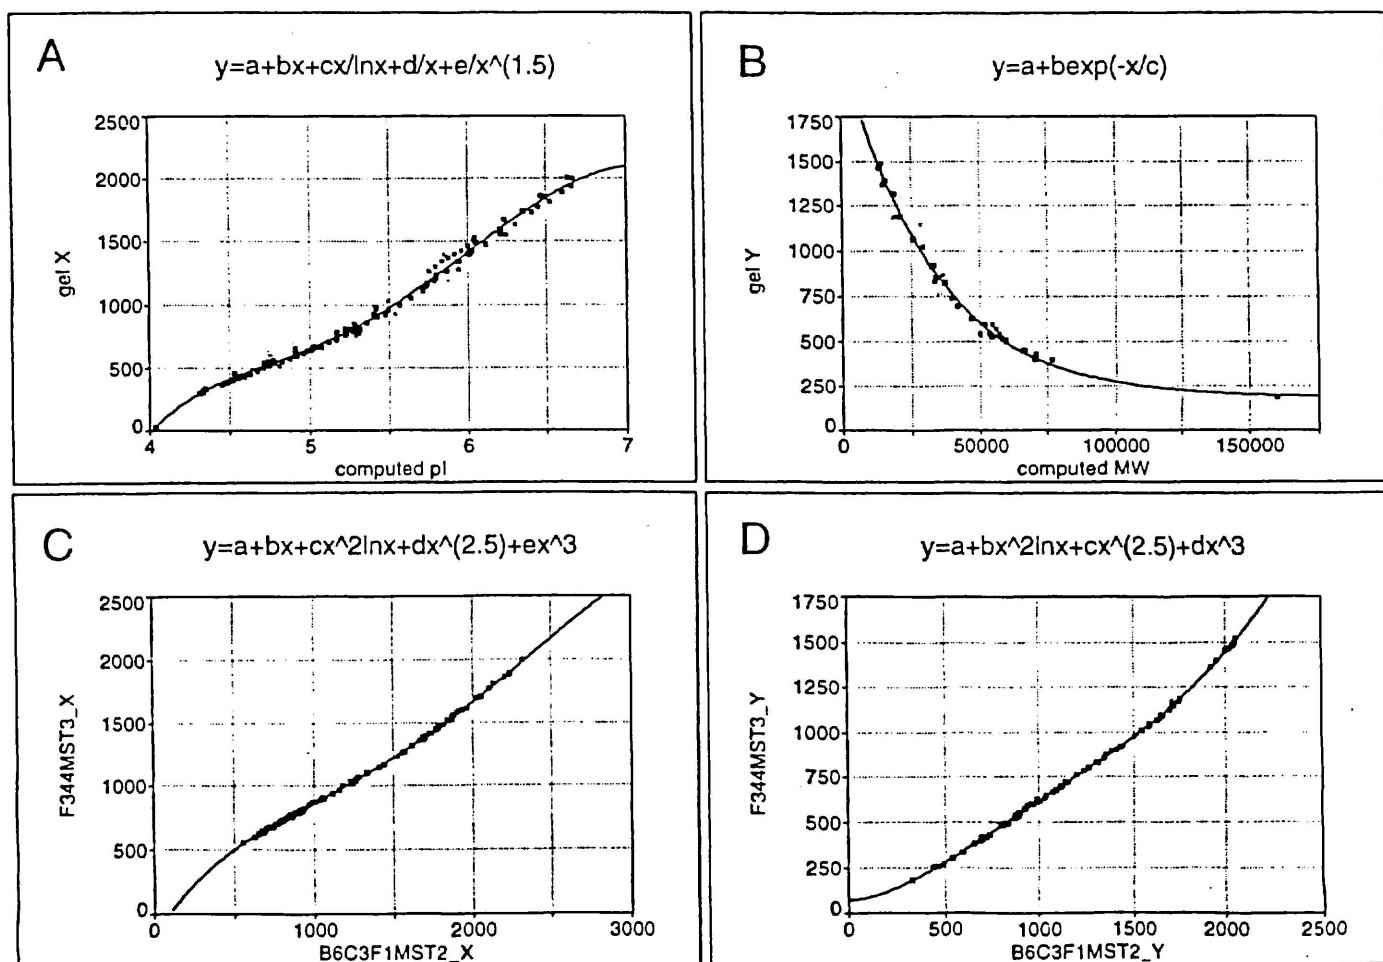 A
y=a+bx+cx/lnx+d/x+e/x^(1.5)
2500
2000
1500
1000
500
0
gel X
4 5 6 7
computed pI
B
y=a+bexp(-x/c)
1750
1500
1250
1000
750
500
250
0
gel Y
0 50000 100000 150000
computed MW
C
y=a+bx+cx^2lnx+dx^(2.5)+ex^3
2500
2000
1500
1000
500
0
F344MST3_X
0 1000 2000 3000
B6C3F1MST2_X
D
y=a+bx^2lnx+cx^(2.5)+dx^3
1750
1500
1250
1000
750
500
250
0
F344MST3_Y
0 500 1000 1500 2000 2500
B6C3F1MST2_Y